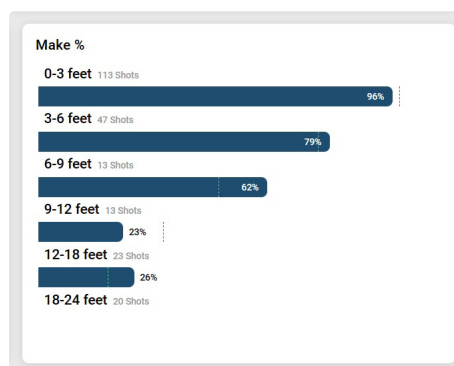 Make %
0-3 feet 113 Shots
96%
3-6 feet 47 Shots
79%
6-9 feet 13 Shots
62%
9-12 feet 13 Shots
23%
12-18 feet 23 Shots
26%
18-24 feet 20 Shots